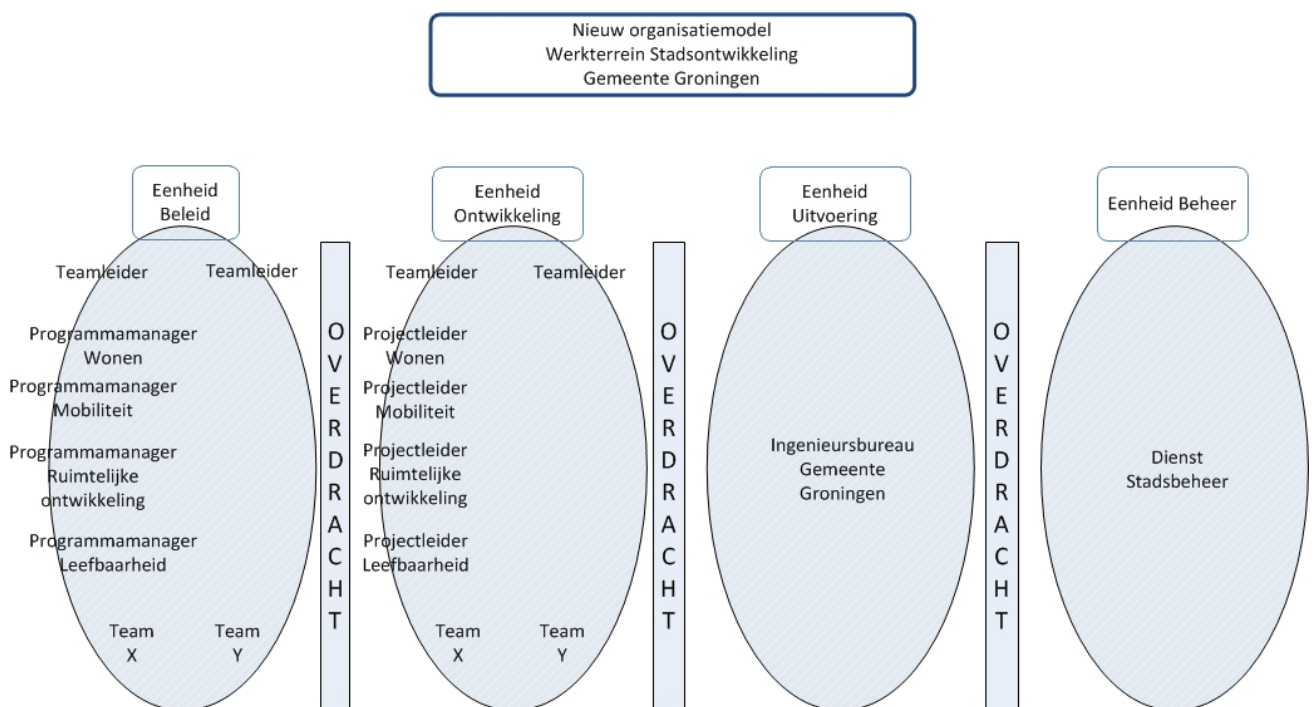 Nieuw organisatiemodel
Werkterrein Stadsontwikkeling
Gemeente Groningen
Eenheid
Beleid
Teamleider
Teamleider
Programmamanager
Wonen
Programmamanager
Mobiliteit
Programmamanager
Ruimtelijke
ontwikkeling
Programmamanager
Leefbaarheid
Team
X
Team
Y
OVERDRACHT
Eenheid
Ontwikkeling
Teamleider
Teamleider
Projectleider
Wonen
Projectleider
Mobiliteit
Projectleider
Ruimtelijke
ontwikkeling
Projectleider
Leefbaarheid
Team
X
Team
Y
OVERDRACHT
Eenheid
Uitvoering
Ingenieursbureau
Gemeente
Groningen
OVERDRACHT
Eenheid Beheer
Dienst
Stadsbeheer